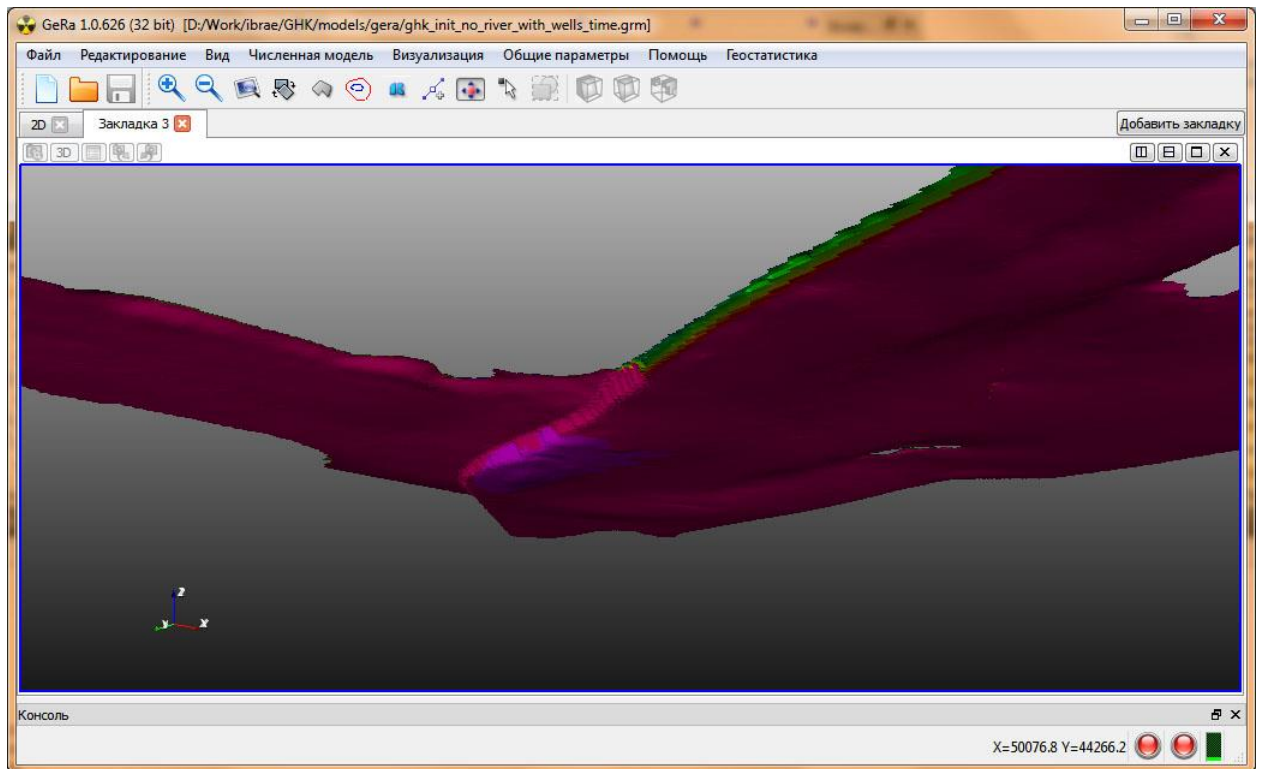 GeRa 1.0.626 (32 bit) [D:/Work/ibrae/GHK/models/gera/ghk_init_no_river_with_wells_time.grm]
Файл Редактирование Вид Численная модель Визуализация Общие параметры Помощь Геостатистика
2D Закладка 3 Добавить закладку
3D
z
y x
Консоль
X=50076.8 Y=44266.2